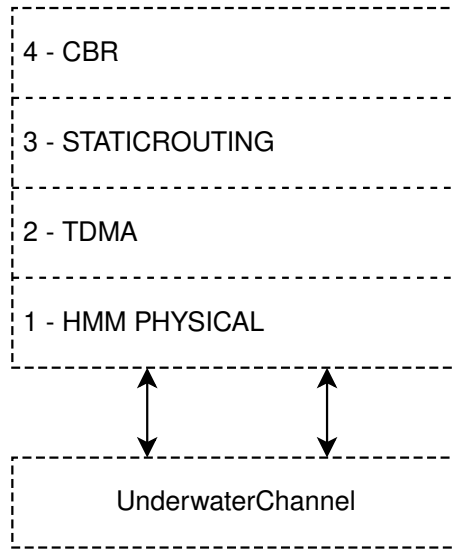 4 - CBR
3 - STATICROUTING
2 - TDMA
1 - HMM PHYSICAL
UnderwaterChannel